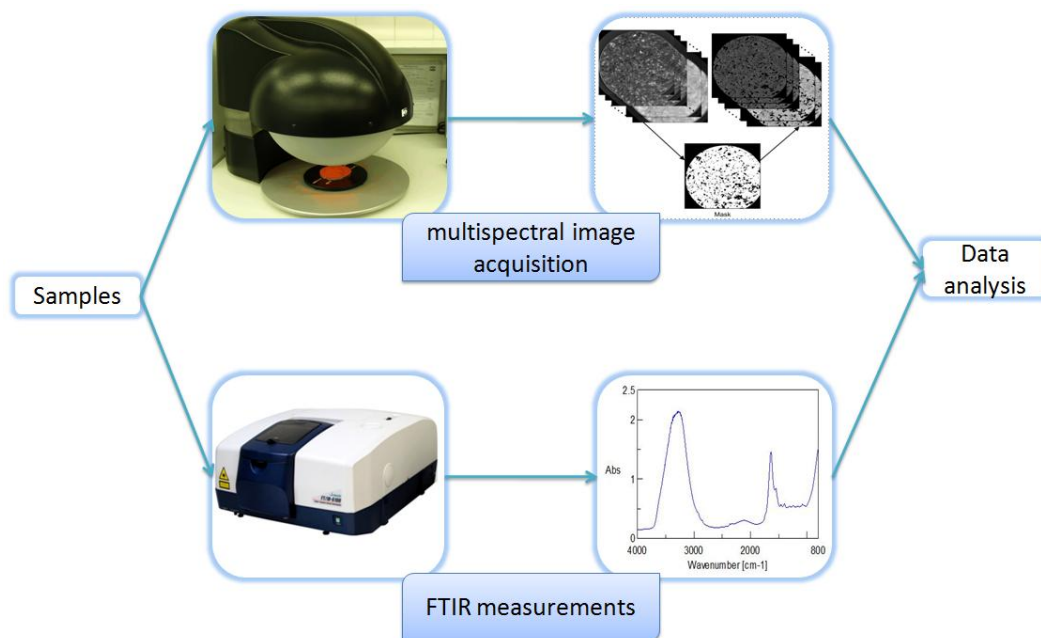 Mask
multispectral image
acquisition
Samples
Data
analysis
2.5
2
Abs
1
0
4000
3000
2000
800
Wavenumber [cm-1]
FTIR measurements